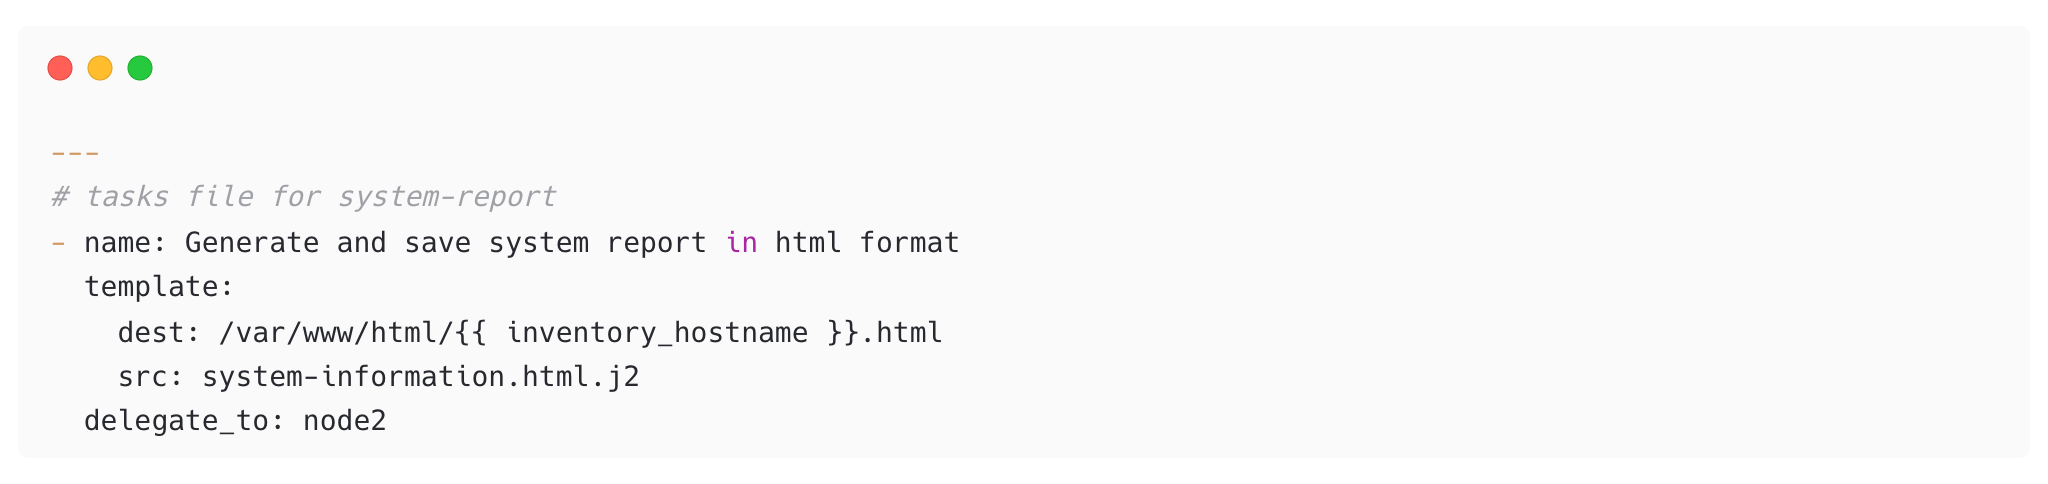 ---
# tasks file for system-report
- name: Generate and save system report in html format
  template:
    dest: /var/www/html/{{ inventory_hostname }}.html
    src: system-information.html.j2
  delegate_to: node2